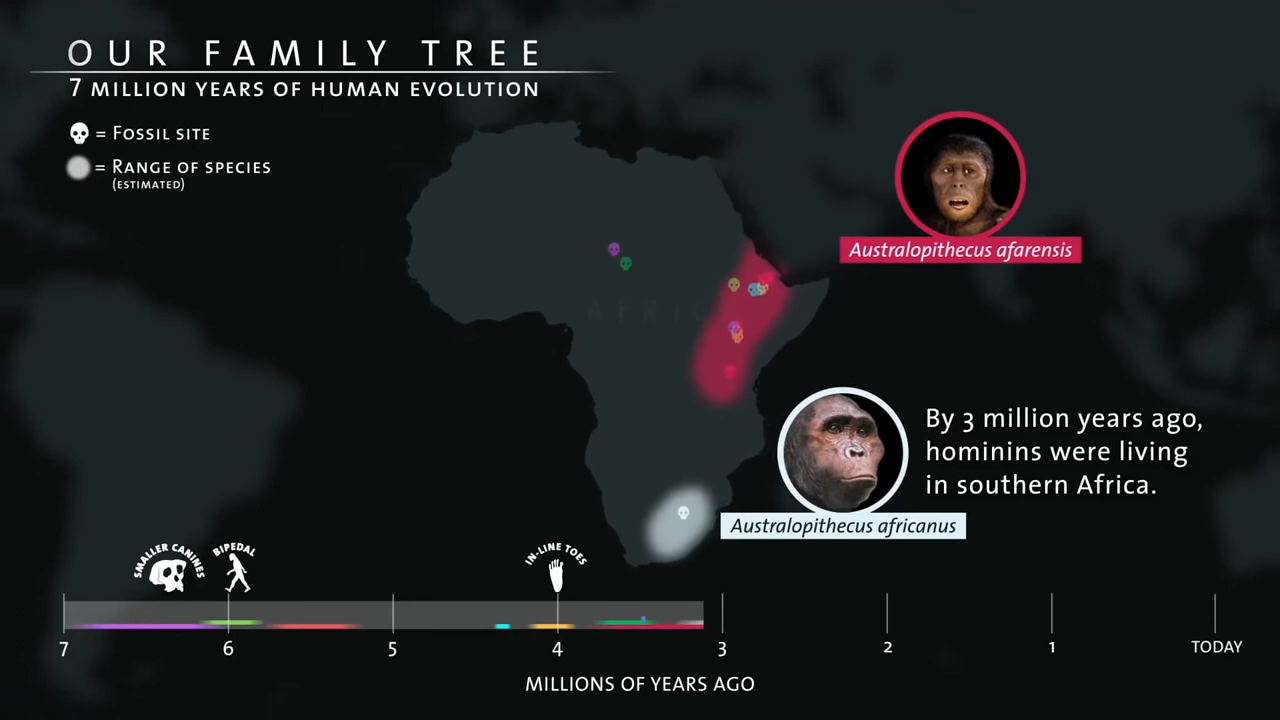 OUR FAMILY TREE
7 MILLION YEARS OF HUMAN EVOLUTION
= FOSSIL SITE
= RANGE OF SPECIES
(ESTIMATED)
Australopithecus afarensis
AFRIC
By 3 million years ago,
hominins were living
in southern Africa.
Australopithecus africanus
SMALLER CANINES
BIPEDAL
IN-LINE TOES
7 6 5 4 3 2 1 TODAY
MILLIONS OF YEARS AGO